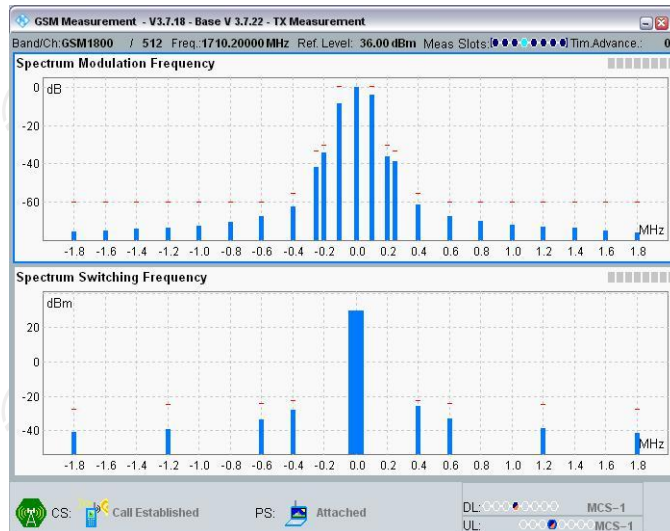 GSM Measurement - V3.7.18 - Base V 3.7.22 - TX Measurement
Band/Ch:GSM1800 / 512 Freq.:1710.20000 MHz Ref. Level: 36.00 dBm Meas Slots: Tim.Advance.: 0
Spectrum Modulation Frequency
dB
0
-20
-40
-60
-1.8 -1.6 -1.4 -1.2 -1.0 -0.8 -0.6 -0.4 -0.2 0.0 0.2 0.4 0.6 0.8 1.0 1.2 1.4 1.6 1.8
MHz
Spectrum Switching Frequency
dBm
20
0
-20
-40
-1.8 -1.6 -1.4 -1.2 -1.0 -0.8 -0.6 -0.4 -0.2 0.0 0.2 0.4 0.6 0.8 1.0 1.2 1.4 1.6 1.8
MHz
CS: Call Established PS: Attached
DL: MCS-1
UL: MCS-1